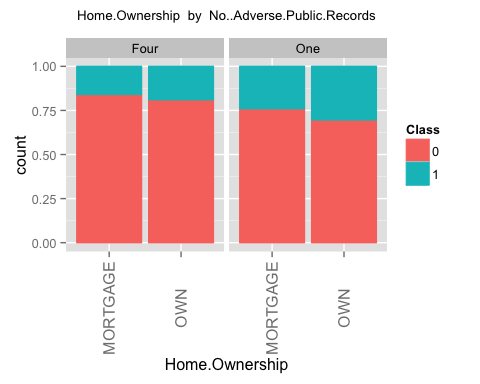 Home.Ownership by No..Adverse.Public.Records
Four
One
1.00
0.75
0.50
0.25
0.00
count
MORTGAGE
OWN
MORTGAGE
OWN
Home.Ownership
Class
0
1